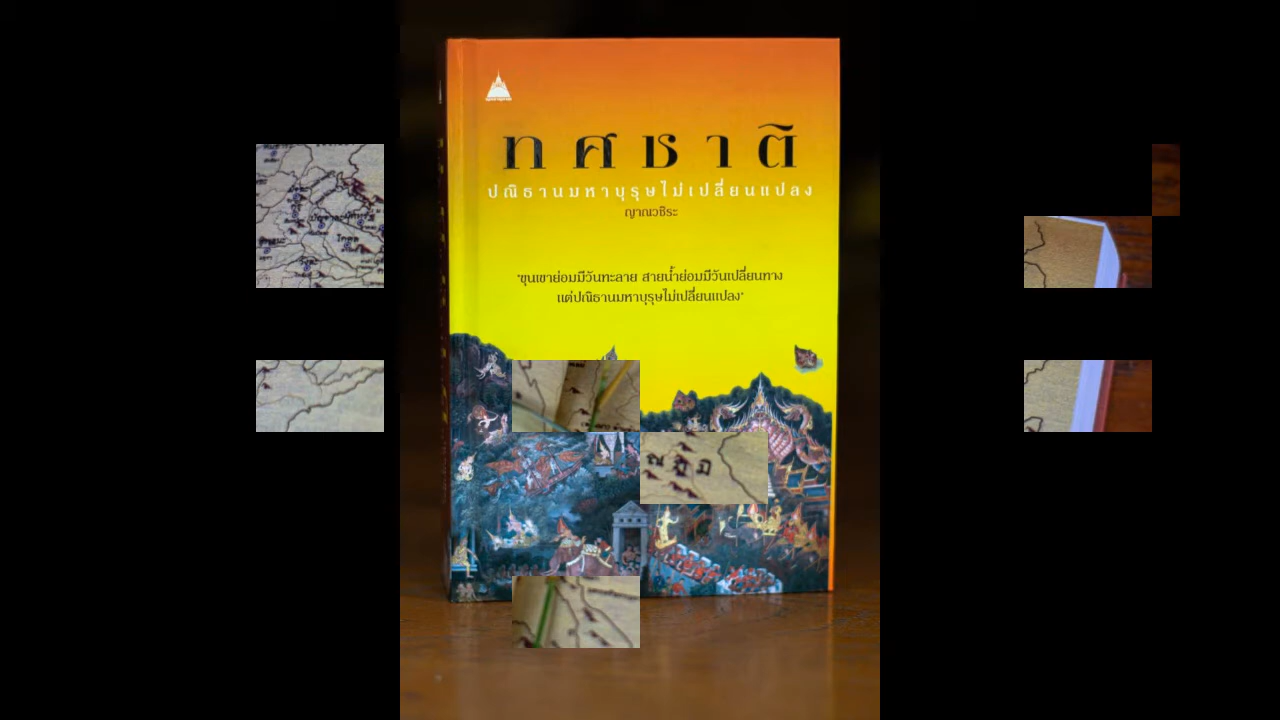 ทศชาติ
ปณิธานมหาบุรุษไม่เปลี่ยนแปลง
ญาณวชิระ
"ขุนเขาย่อมมีวันทะลาย สายน้ำย่อมมีวันเปลี่ยนทาง
แต่ปณิธานมหาบุรุษไม่เปลี่ยนแปลง"
โกศล